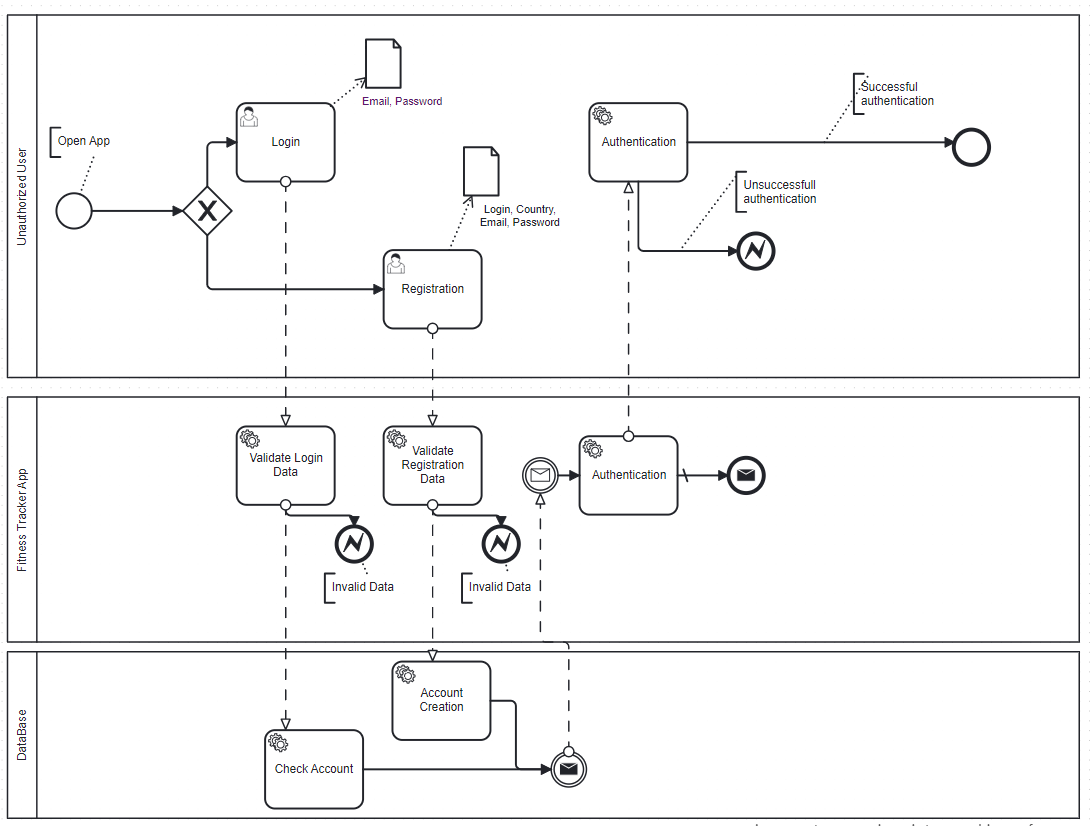 Unauthorized User
Open App
Login
Email, Password
Login, Country,
Email, Password
Registration
Authentication
Successful
authentication
Unsuccessfull
authentication
Fitness Tracker App
Validate Login
Data
Validate
Registration
Data
Authentication
Invalid Data
Invalid Data
DataBase
Account
Creation
Check Account